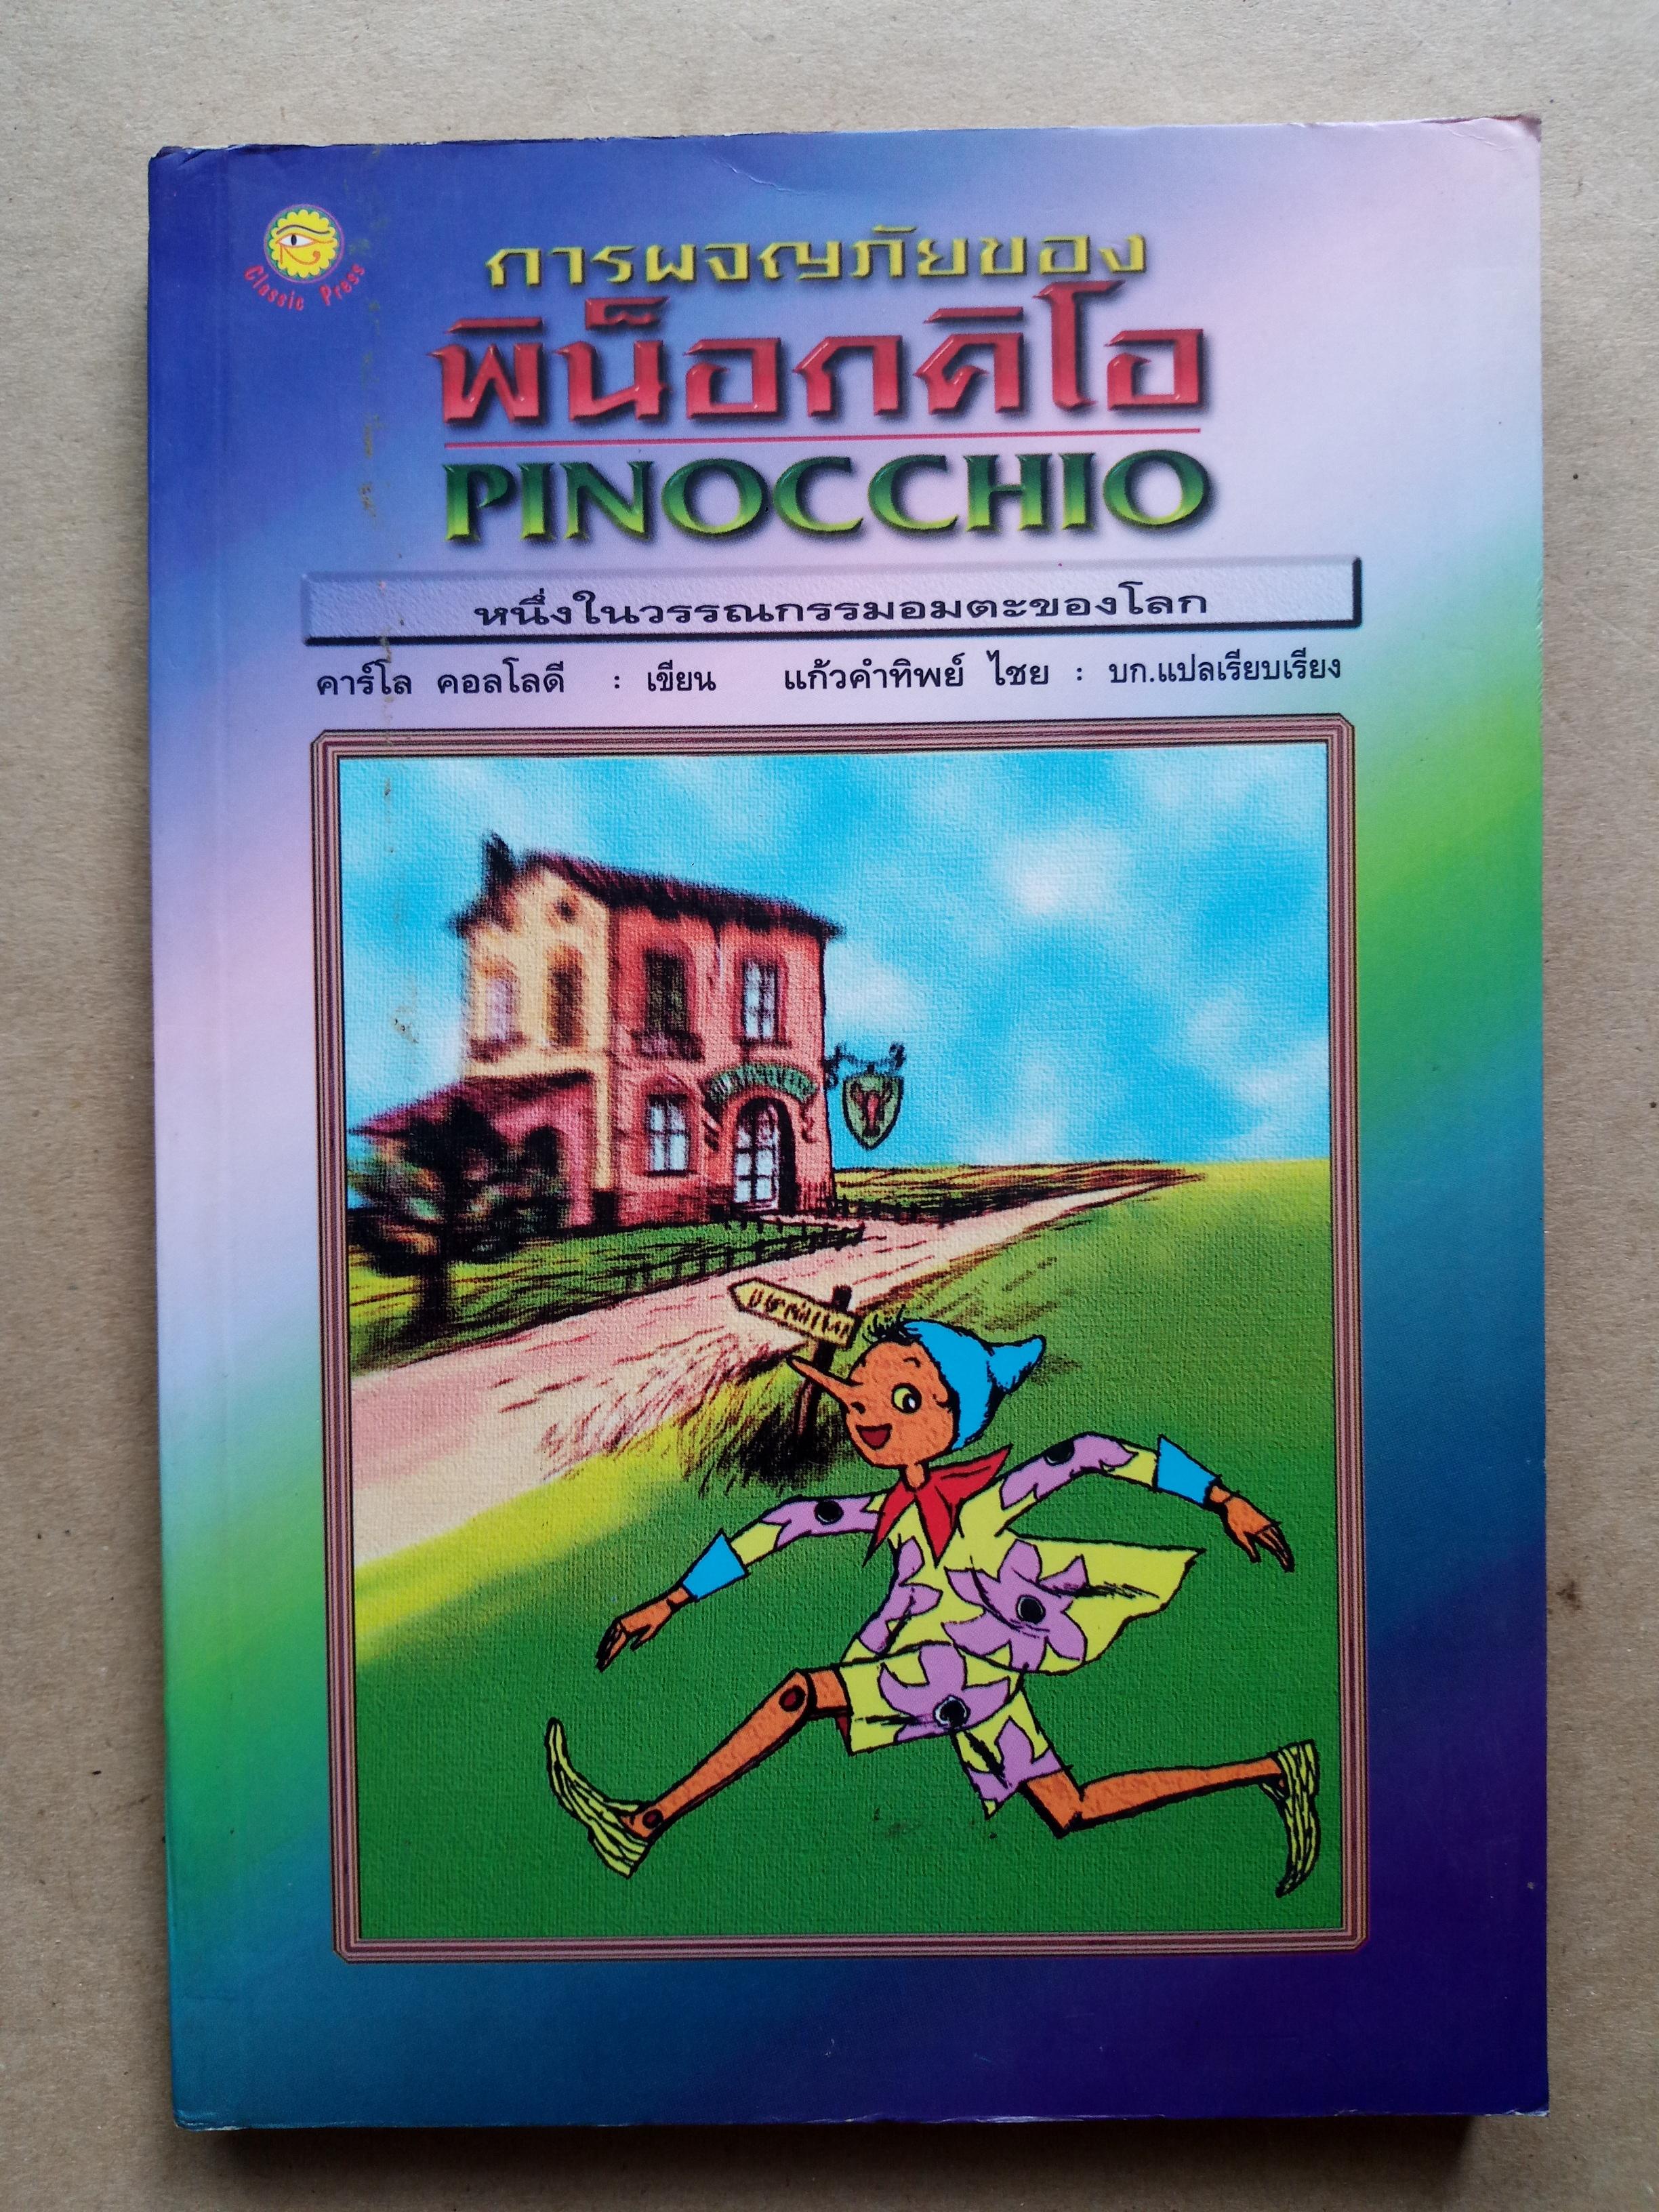 Classic Press
การผจญภัยของ
พิน็อกคิโอ
PINOCCHIO
หนึ่งในวรรณกรรมอมตะของโลก
คาร์โล คอลโลดี : เขียน แก้วคำทิพย์ ไชย : บก.แปลเรียบเรียง